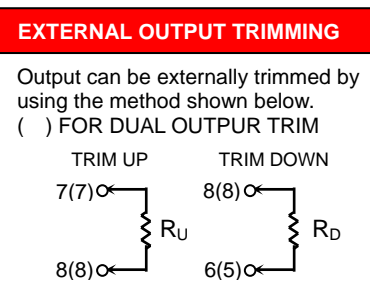 EXTERNAL OUTPUT TRIMMING
Output can be externally trimmed by
using the method shown below.
( ) FOR DUAL OUTPUR TRIM
TRIM UP TRIM DOWN
7(7) 8(8)
RU RD
8(8) 6(5)